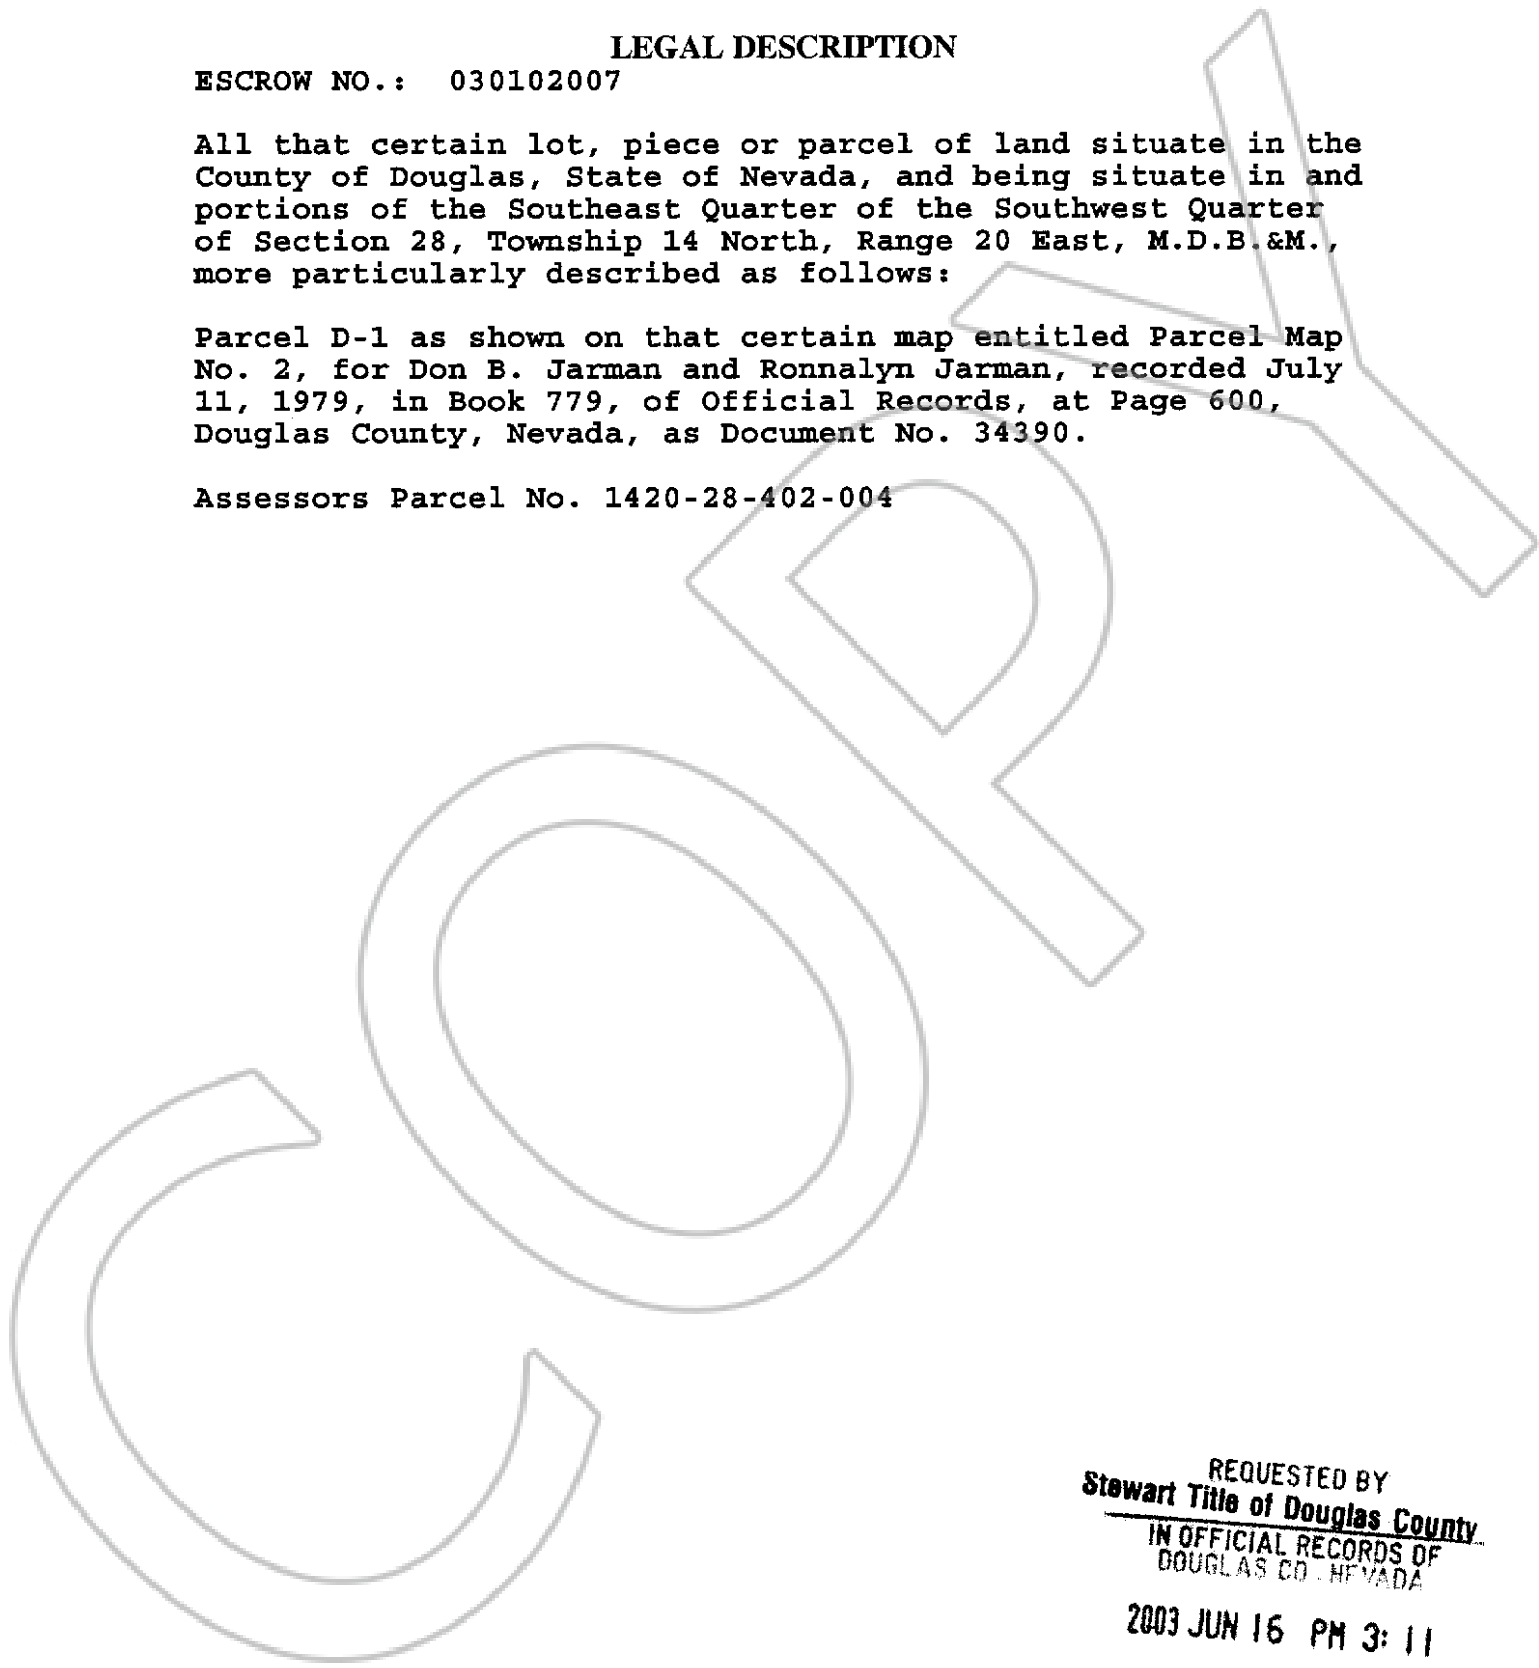 LEGAL DESCRIPTION
ESCROW NO.: 030102007
All that certain lot, piece or parcel of land situate in the
County of Douglas, State of Nevada, and being situate in and
portions of the Southeast Quarter of the Southwest Quarter
of Section 28, Township 14 North, Range 20 East, M.D.B.&M.,
more particularly described as follows:
Parcel D-1 as shown on that certain map entitled Parcel Map
No. 2, for Don B. Jarman and Ronnalyn Jarman, recorded July
11, 1979, in Book 779, of Official Records, at Page 600,
Douglas County, Nevada, as Document No. 34390.
Assessors Parcel No. 1420-28-402-004
COPY
REQUESTED BY
Stewart Title of Douglas County
IN OFFICIAL RECORDS OF
DOUGLAS CO. NEVADA
2003 JUN 16 PM 3: 11